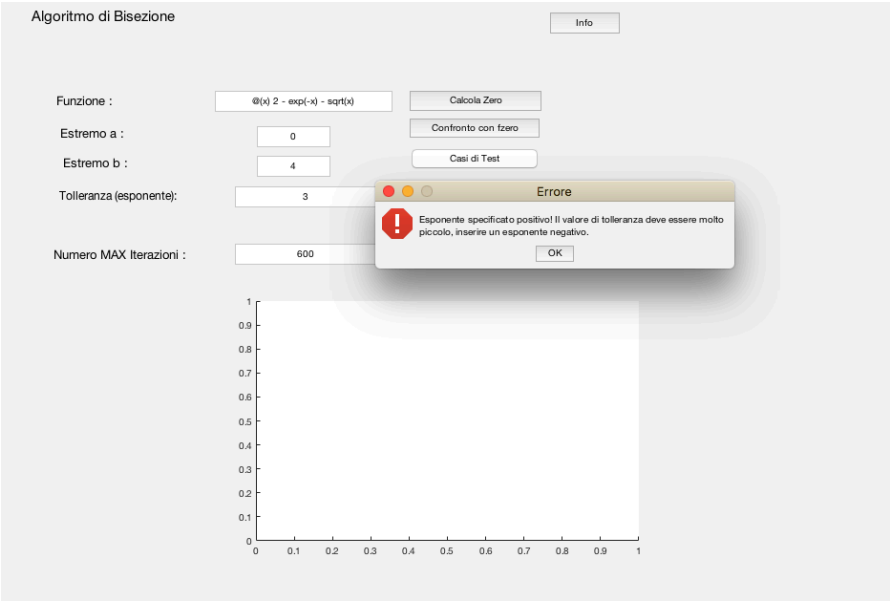 Algoritmo di Bisezione
Info
Funzione :
@(x) 2 - exp(-x) - sqrt(x)
Calcola Zero
Estremo a :
0
Confronto con fzero
Estremo b :
4
Casi di Test
Tolleranza (esponente):
3
Errore
Esponente specificato positivo! Il valore di tolleranza deve essere molto
piccolo, inserire un esponente negativo.
OK
Numero MAX Iterazioni :
600
1
0.9
0.8
0.7
0.6
0.5
0.4
0.3
0.2
0.1
0
0 0.1 0.2 0.3 0.4 0.5 0.6 0.7 0.8 0.9 1